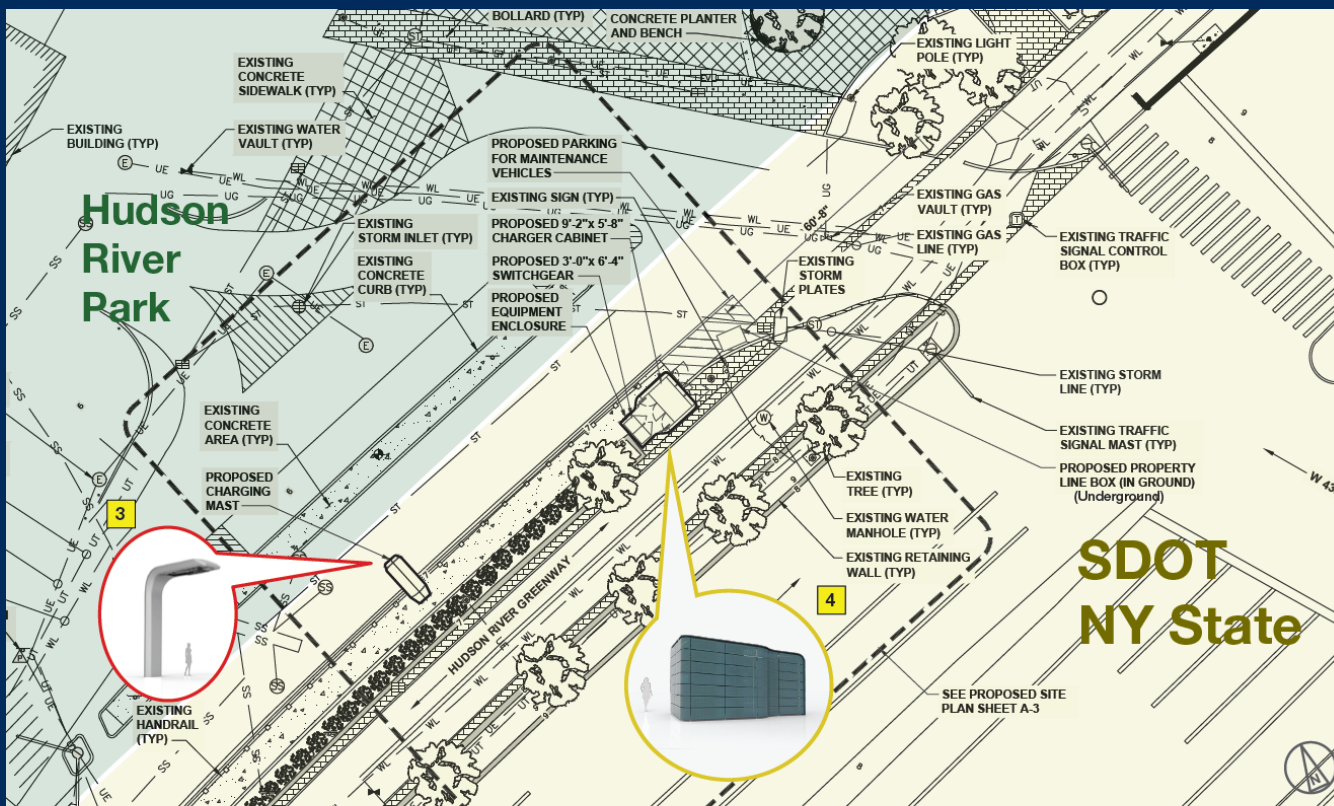 BOLLARD (TYP)
CONCRETE PLANTER
AND BENCH
EXISTING LIGHT
POLE (TYP)
EXISTING
CONCRETE
SIDEWALK (TYP)
EXISTING
BUILDING (TYP)
EXISTING WATER
VAULT (TYP)
PROPOSED PARKING
FOR MAINTENANCE
VEHICLES
EXISTING SIGN (TYP)
PROPOSED 9'-2"x 5'-8"
CHARGER CABINET
PROPOSED 3'-0"x 6'-4"
SWITCHGEAR
PROPOSED
EQUIPMENT
ENCLOSURE
Hudson
River
Park
EXISTING
STORM INLET (TYP)
EXISTING
CONCRETE
CURB (TYP)
60'-8"
EXISTING GAS
VAULT (TYP)
EXISTING GAS
LINE (TYP)
EXISTING
STORM
PLATES
EXISTING TRAFFIC
SIGNAL CONTROL
BOX (TYP)
EXISTING STORM
LINE (TYP)
EXISTING TRAFFIC
SIGNAL MAST (TYP)
PROPOSED PROPERTY
LINE BOX (IN GROUND)
(Underground)
W 43
EXISTING
CONCRETE
AREA (TYP)
PROPOSED
CHARGING
MAST
3
EXISTING
TREE (TYP)
EXISTING WATER
MANHOLE (TYP)
EXISTING RETAINING
WALL (TYP)
4
SDOT
NY State
HUDSON RIVER GREENWAY
SEE PROPOSED SITE
PLAN SHEET A-3
EXISTING
HANDRAIL
(TYP)
N